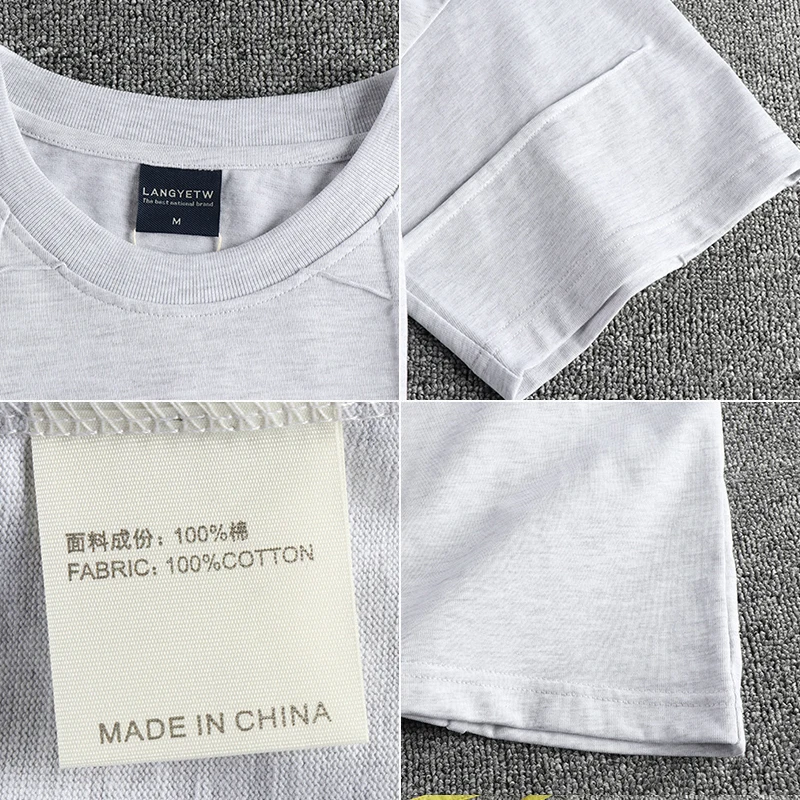 LANGYETW
The best national brand
M
面料成份: 100%棉
FABRIC: 100%COTTON
MADE IN CHINA